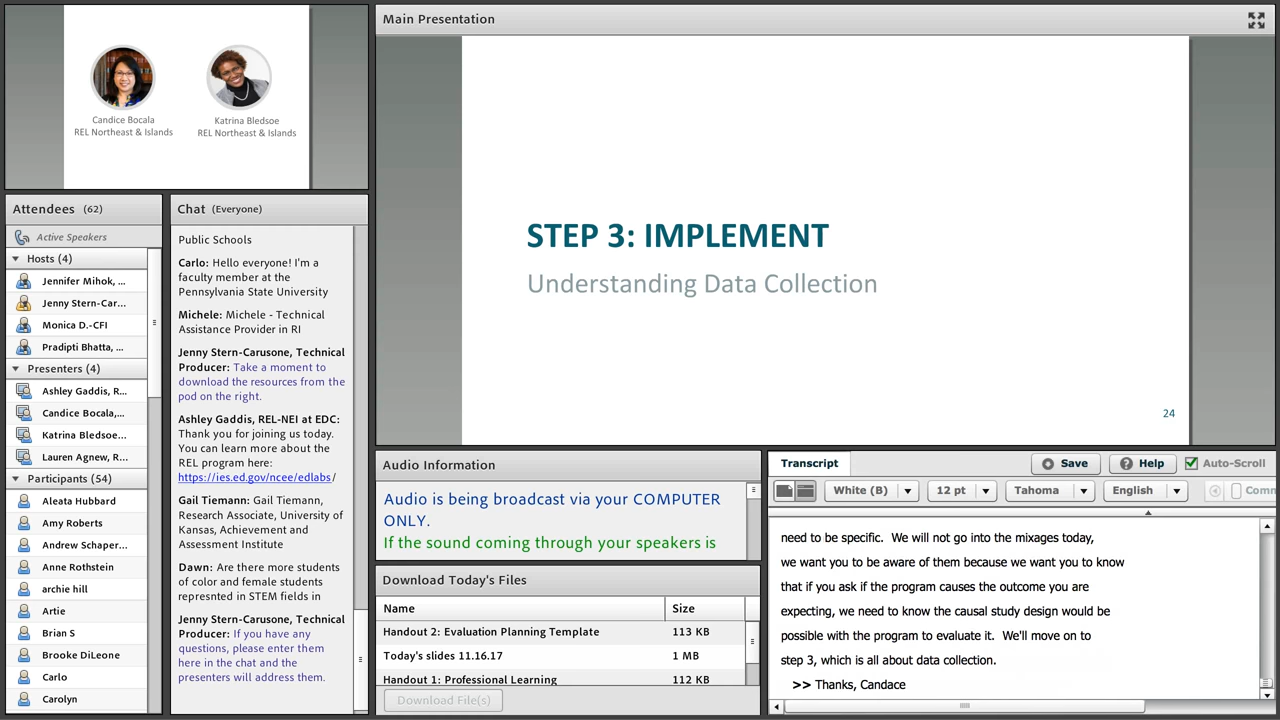 Candice Bocala
REL Northeast & Islands
Katrina Bledsoe
REL Northeast & Islands
Attendees (62)
Active Speakers
Hosts (4)
Jennifer Mihok, ...
Jenny Stern-Car...
Monica D.-CFI
Pradipti Bhatta, ...
Presenters (4)
Ashley Gaddis, R...
Candice Bocala,...
Katrina Bledsoe...
Lauren Agnew, R...
Participants (54)
Aleata Hubbard
Amy Roberts
Andrew Schaper...
Anne Rothstein
archie hill
Artie
Brian S
Brooke DiLeone
Carlo
Carolyn
Chat (Everyone)
Public Schools
Carlo: Hello everyone! I'm a
faculty member at the
Pennsylvania State University
Michele: Michele - Technical
Assistance Provider in RI
Jenny Stern-Carusone, Technical
Producer: Take a moment to
download the resources from the
pod on the right.
Ashley Gaddis, REL-NEI at EDC:
Thank you for joining us today.
You can learn more about the
REL program here:
https://ies.ed.gov/ncee/edlabs/
Gail Tiemann: Gail Tiemann,
Research Associate, University of
Kansas, Achievement and
Assessment Institute
Dawn: Are there more students
of color and female students
represnted in STEM fields in
Jenny Stern-Carusone, Technical
Producer: If you have any
questions, please enter them
here in the chat and the
presenters will address them.
Main Presentation
STEP 3: IMPLEMENT
Understanding Data Collection
24
Audio Information
Audio is being broadcast via your COMPUTER
ONLY.
If the sound coming through your speakers is
Download Today's Files
Name Size
Handout 2: Evaluation Planning Template 113 KB
Today's slides 11.16.17 1 MB
Handout 1: Professional Learning 112 KB
Download File(s)
Transcript Save Help Auto-Scroll
White (B) 12 pt Tahoma English Comm
need to be specific. We will not go into the mixages today,
we want you to be aware of them because we want you to know
that if you ask if the program causes the outcome you are
expecting, we need to know the causal study design would be
possible with the program to evaluate it. We'll move on to
step 3, which is all about data collection.
>> Thanks, Candace